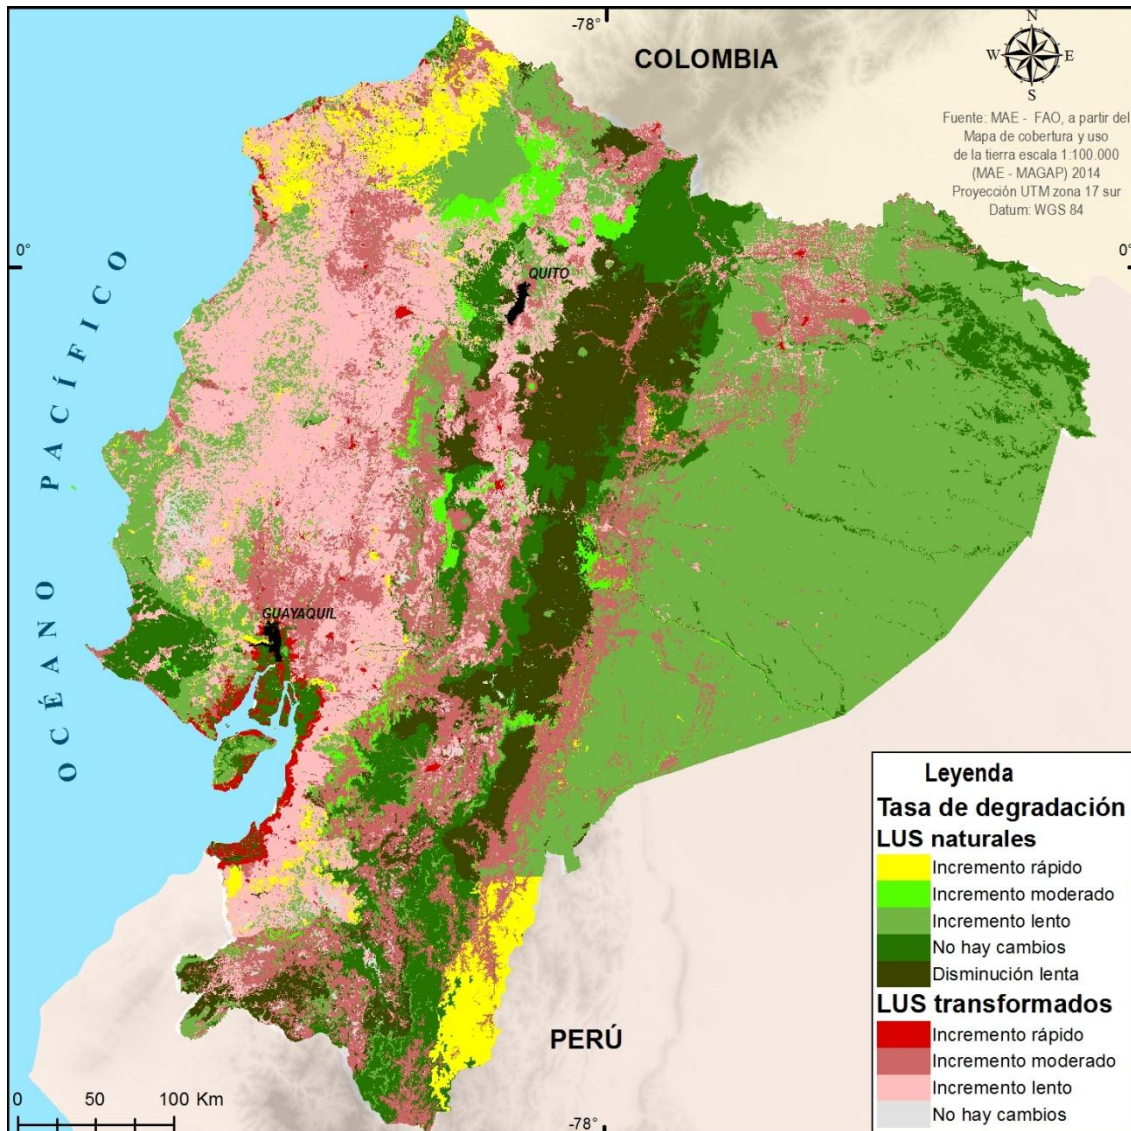 -78°
COLOMBIA
N
W E
S
Fuente: MAE - FAO, a partir del
Mapa de cobertura y uso
de la tierra escala 1:100.000
(MAE - MAGAP) 2014
Proyección UTM zona 17 sur
Datum: WGS 84
0°
0°
QUITO
OCÉANO PACÍFICO
GUAYAQUIL
PERÚ
Leyenda
Tasa de degradación
LUS naturales
Incremento rápido
Incremento moderado
Incremento lento
No hay cambios
Disminución lenta
LUS transformados
Incremento rápido
Incremento moderado
Incremento lento
No hay cambios
0 50 100 Km
-78°